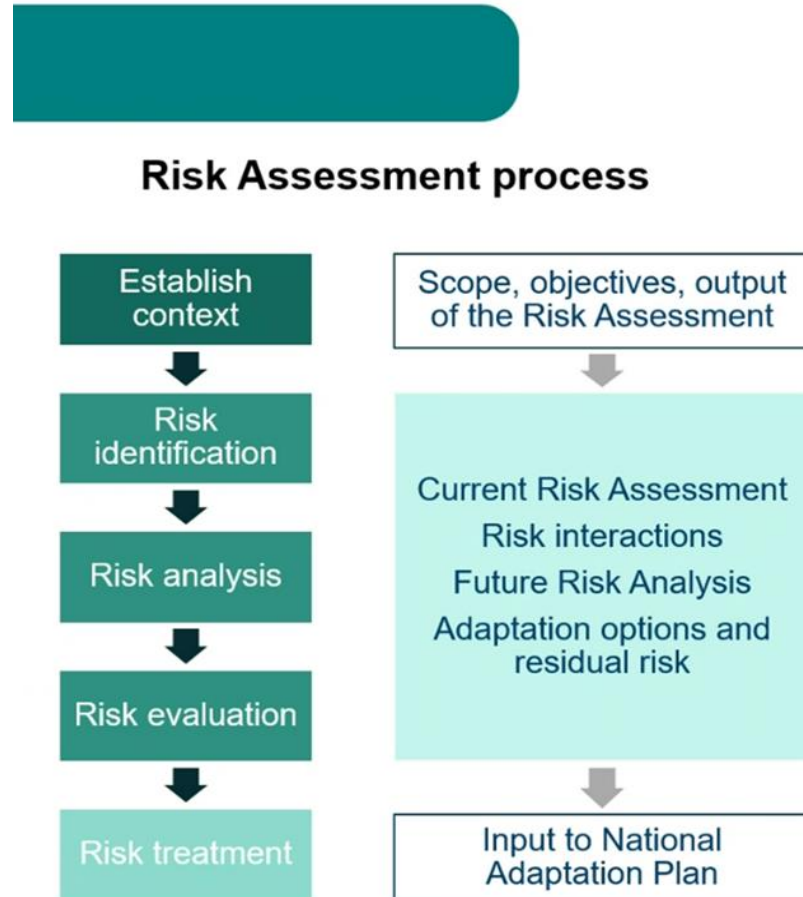 Risk Assessment process
Establish
context
Risk
identification
Risk analysis
Risk evaluation
Risk treatment
Scope, objectives, output
of the Risk Assessment
Current Risk Assessment
Risk interactions
Future Risk Analysis
Adaptation options and
residual risk
Input to National
Adaptation Plan